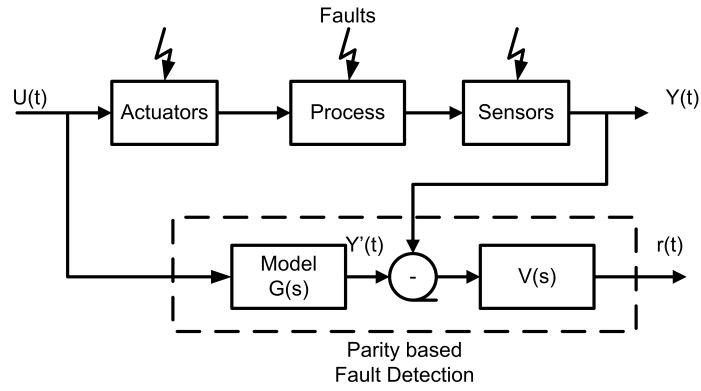 Faults
U(t)
Actuators
Process
Sensors
Y(t)
Model
G(s)
Y'(t)
-
V(s)
r(t)
Parity based
Fault Detection